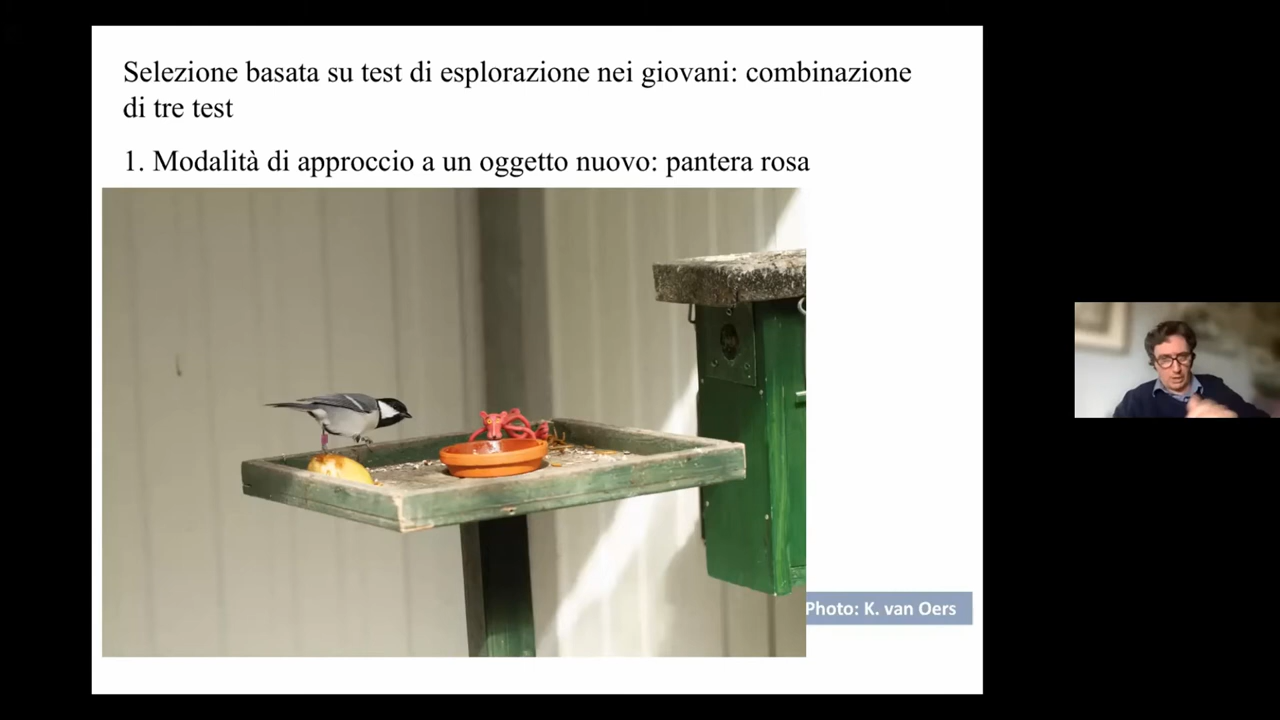 Selezione basata su test di esplorazione nei giovani: combinazione
di tre test
1. Modalità di approccio a un oggetto nuovo: pantera rosa
Photo: K. van Oers